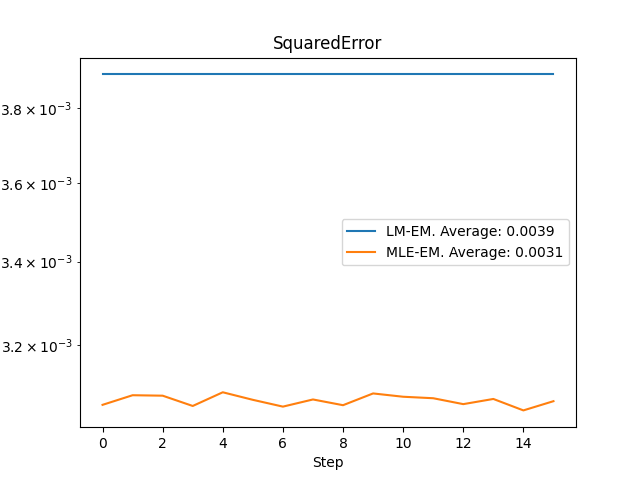 SquaredError
3.8 × 10⁻³
3.6 × 10⁻³
3.4 × 10⁻³
3.2 × 10⁻³
LM-EM. Average: 0.0039
MLE-EM. Average: 0.0031
0 2 4 6 8 10 12 14
Step